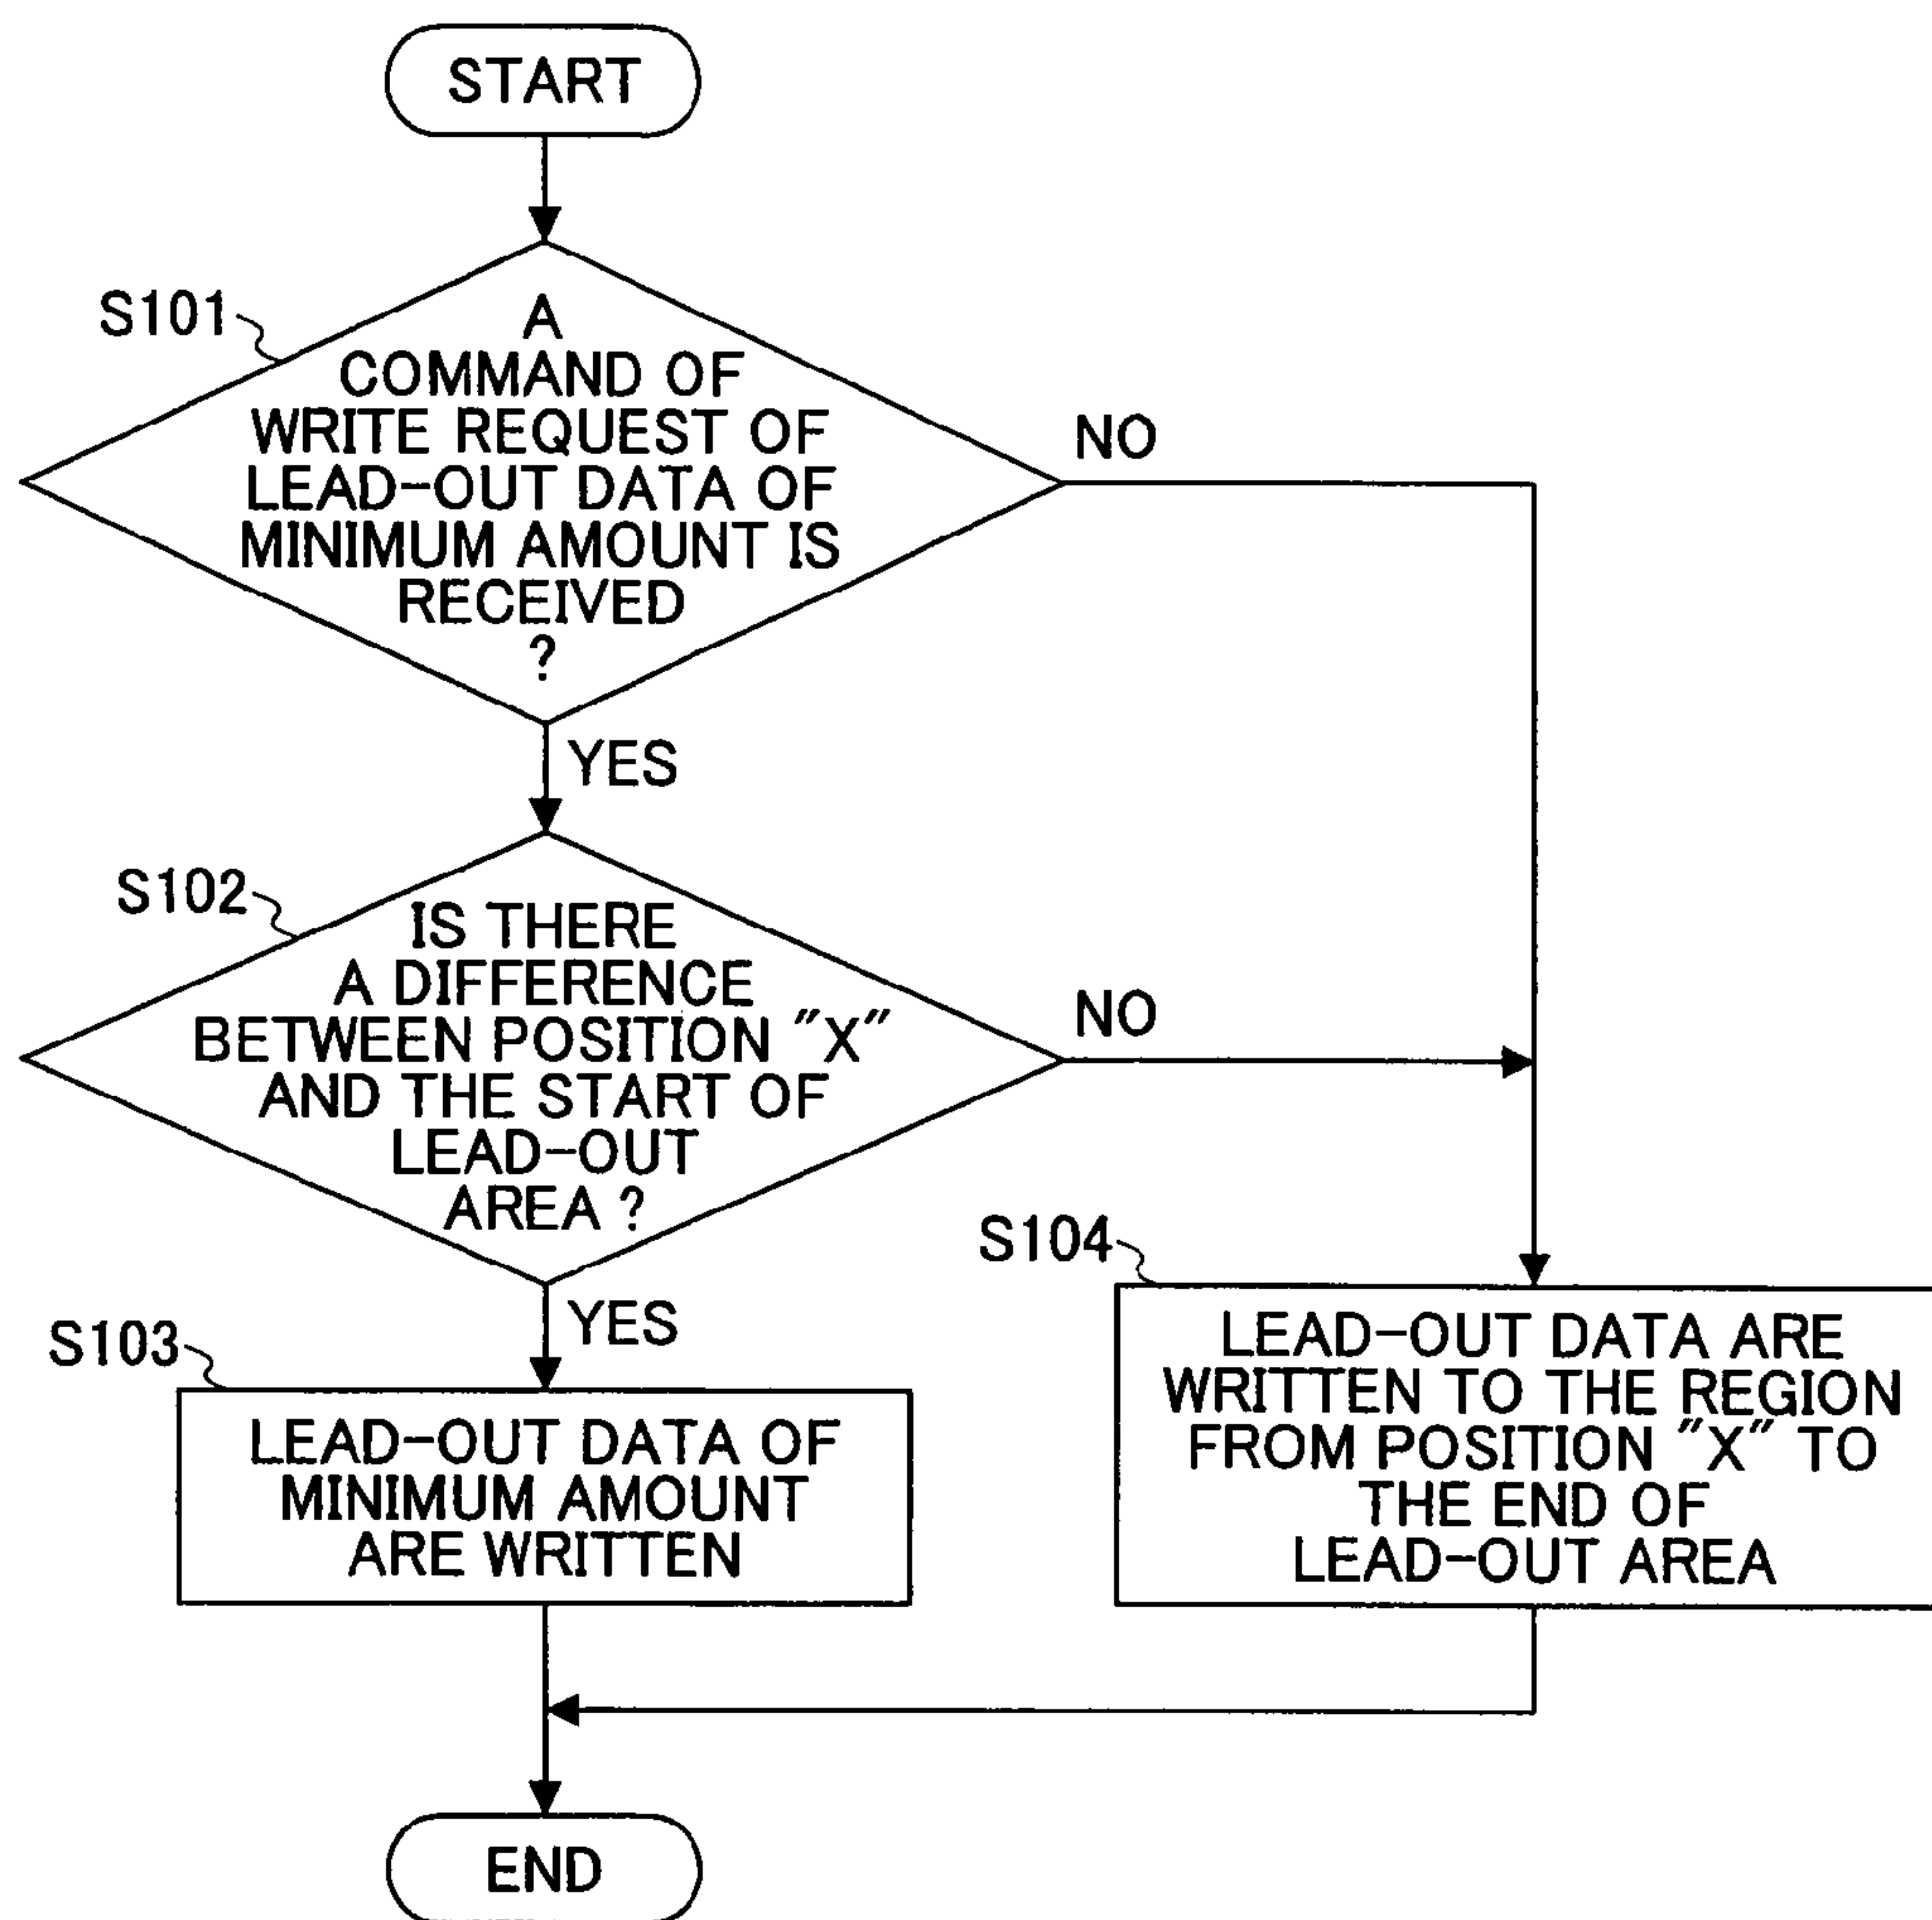 START
S101
A
COMMAND OF
WRITE REQUEST OF
LEAD-OUT DATA OF
MINIMUM AMOUNT IS
RECEIVED
?
NO
YES
S102
IS THERE
A DIFFERENCE
BETWEEN POSITION "X"
AND THE START OF
LEAD-OUT
AREA ?
NO
YES
S103
LEAD-OUT DATA OF
MINIMUM AMOUNT
ARE WRITTEN
S104
LEAD-OUT DATA ARE
WRITTEN TO THE REGION
FROM POSITION "X" TO
THE END OF
LEAD-OUT AREA
END